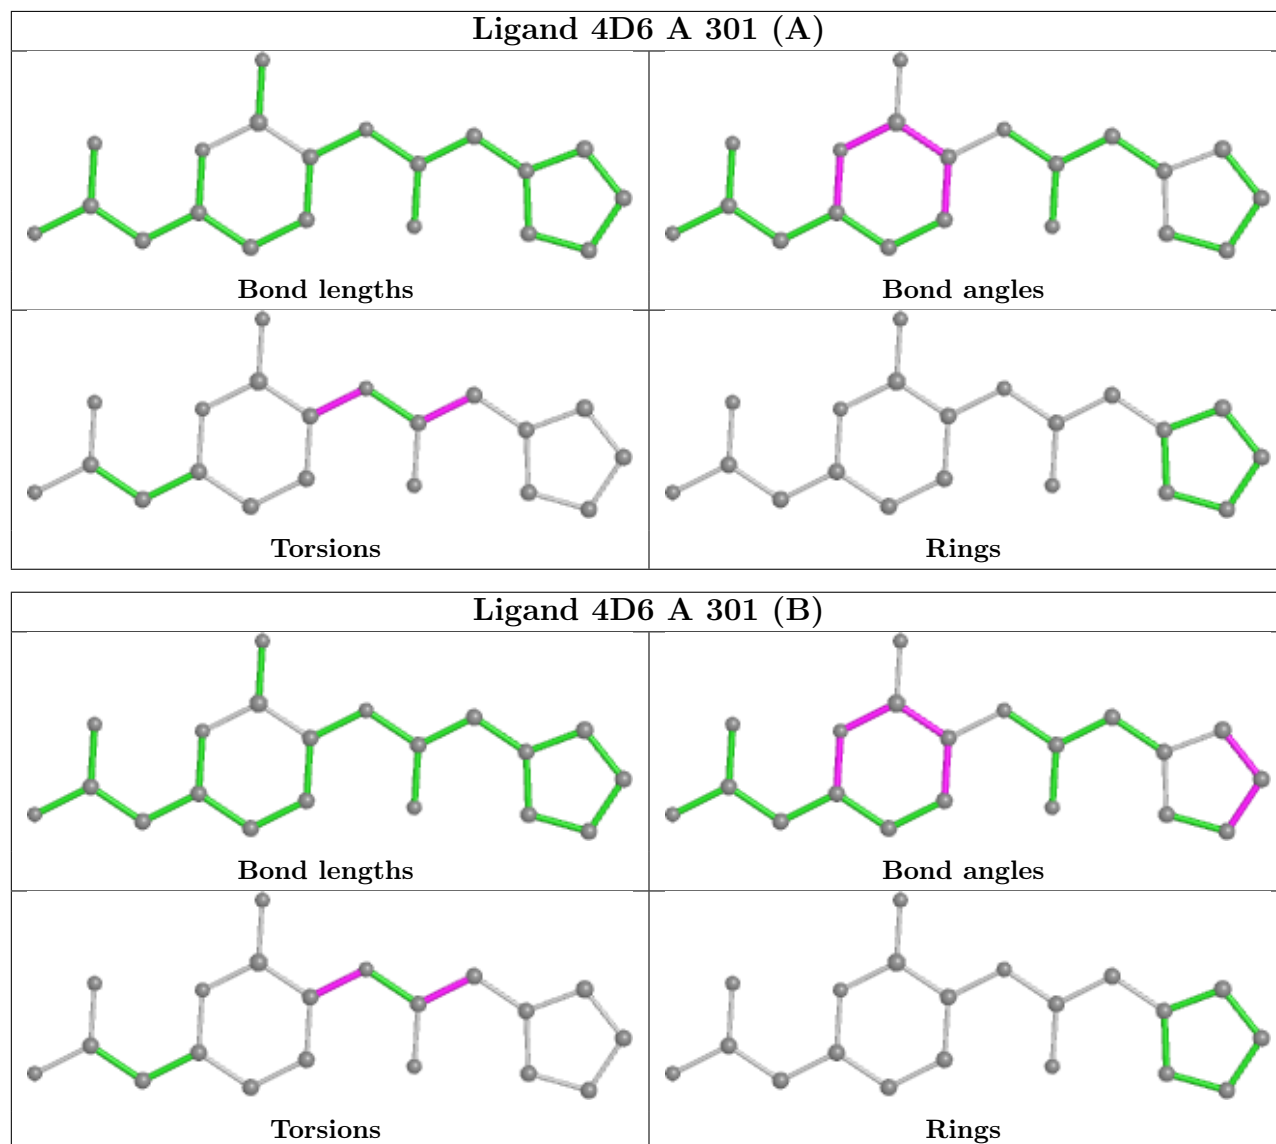 Ligand 4D6 A 301 (A)
Bond lengths
Bond angles
Torsions
Rings
Ligand 4D6 A 301 (B)
Bond lengths
Bond angles
Torsions
Rings